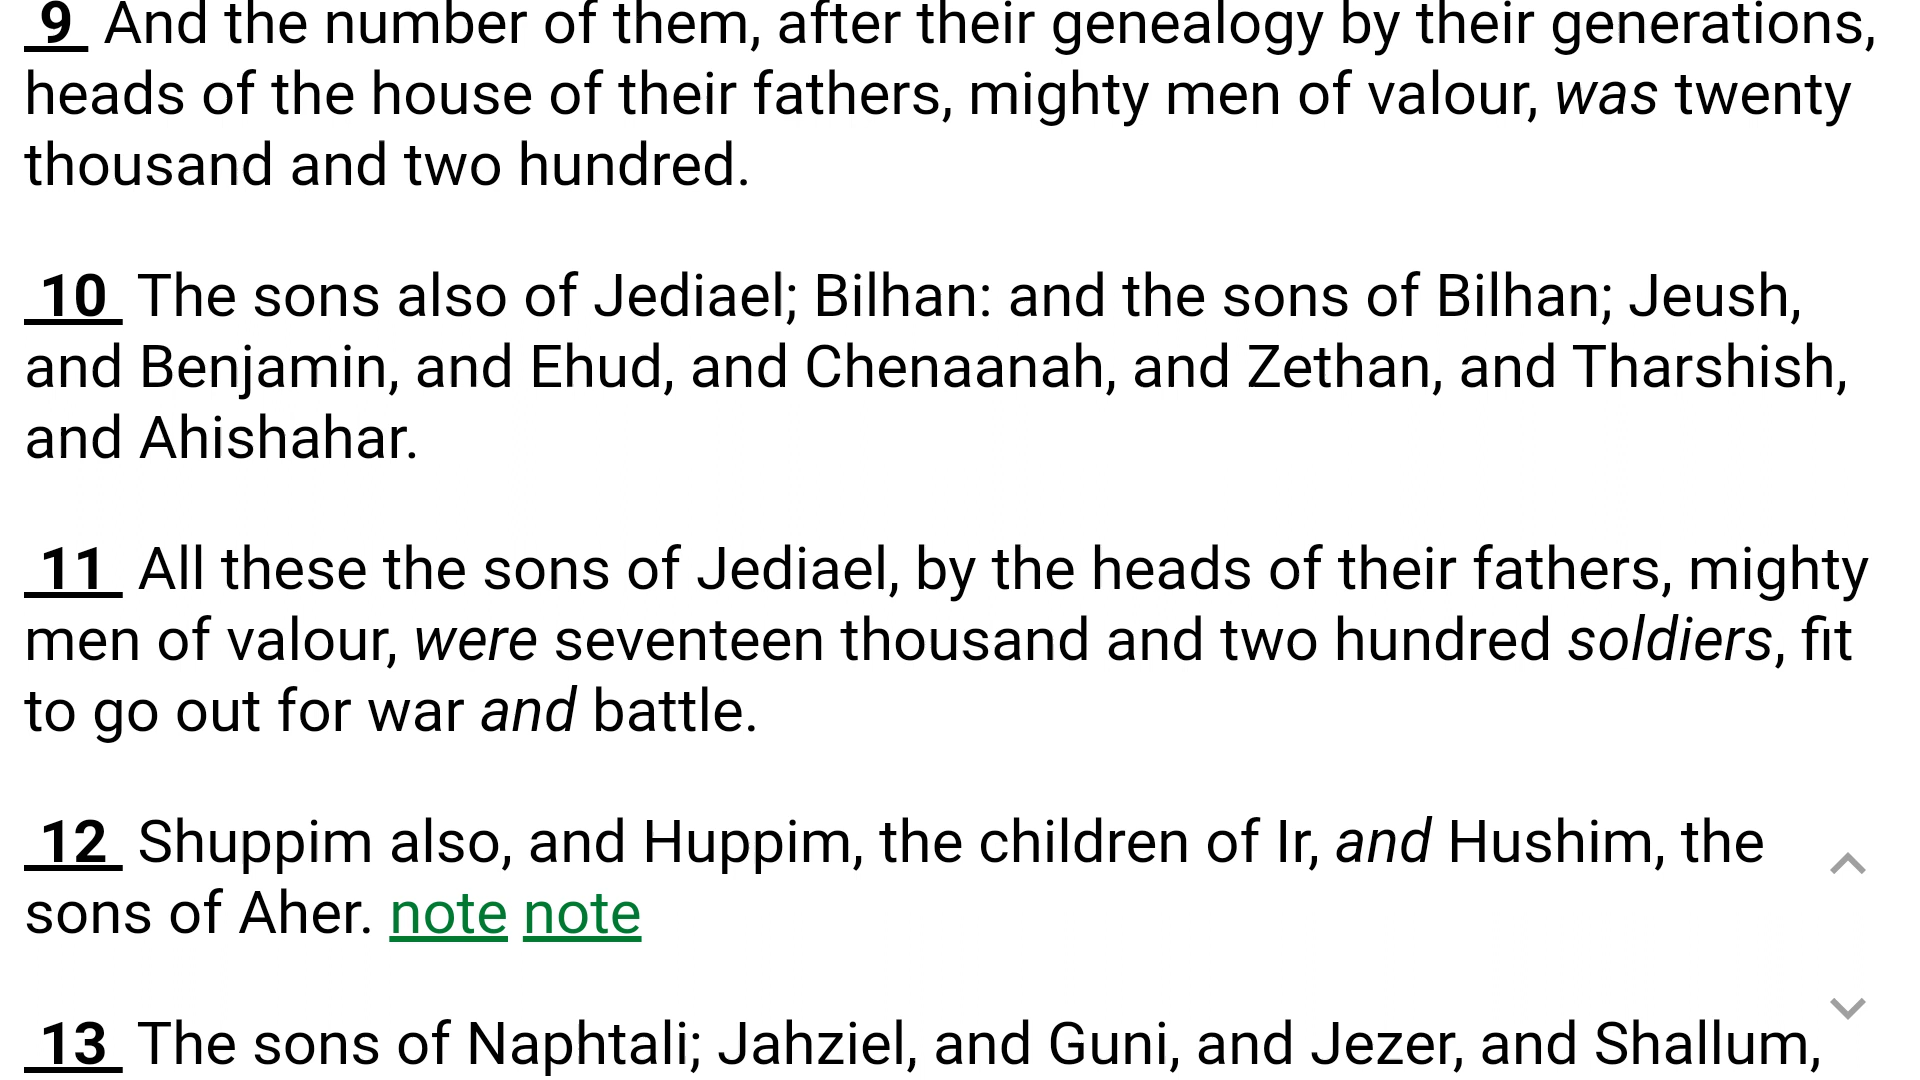 9 And the number of them, after their genealogy by their generations,
heads of the house of their fathers, mighty men of valour, was twenty
thousand and two hundred.
10 The sons also of Jediael; Bilhan: and the sons of Bilhan; Jeush,
and Benjamin, and Ehud, and Chenaanah, and Zethan, and Tharshish,
and Ahishahar.
11 All these the sons of Jediael, by the heads of their fathers, mighty
men of valour, were seventeen thousand and two hundred soldiers, fit
to go out for war and battle.
12 Shuppim also, and Huppim, the children of Ir, and Hushim, the
sons of Aher. note note
13 The sons of Naphtali; Jahziel, and Guni, and Jezer, and Shallum,